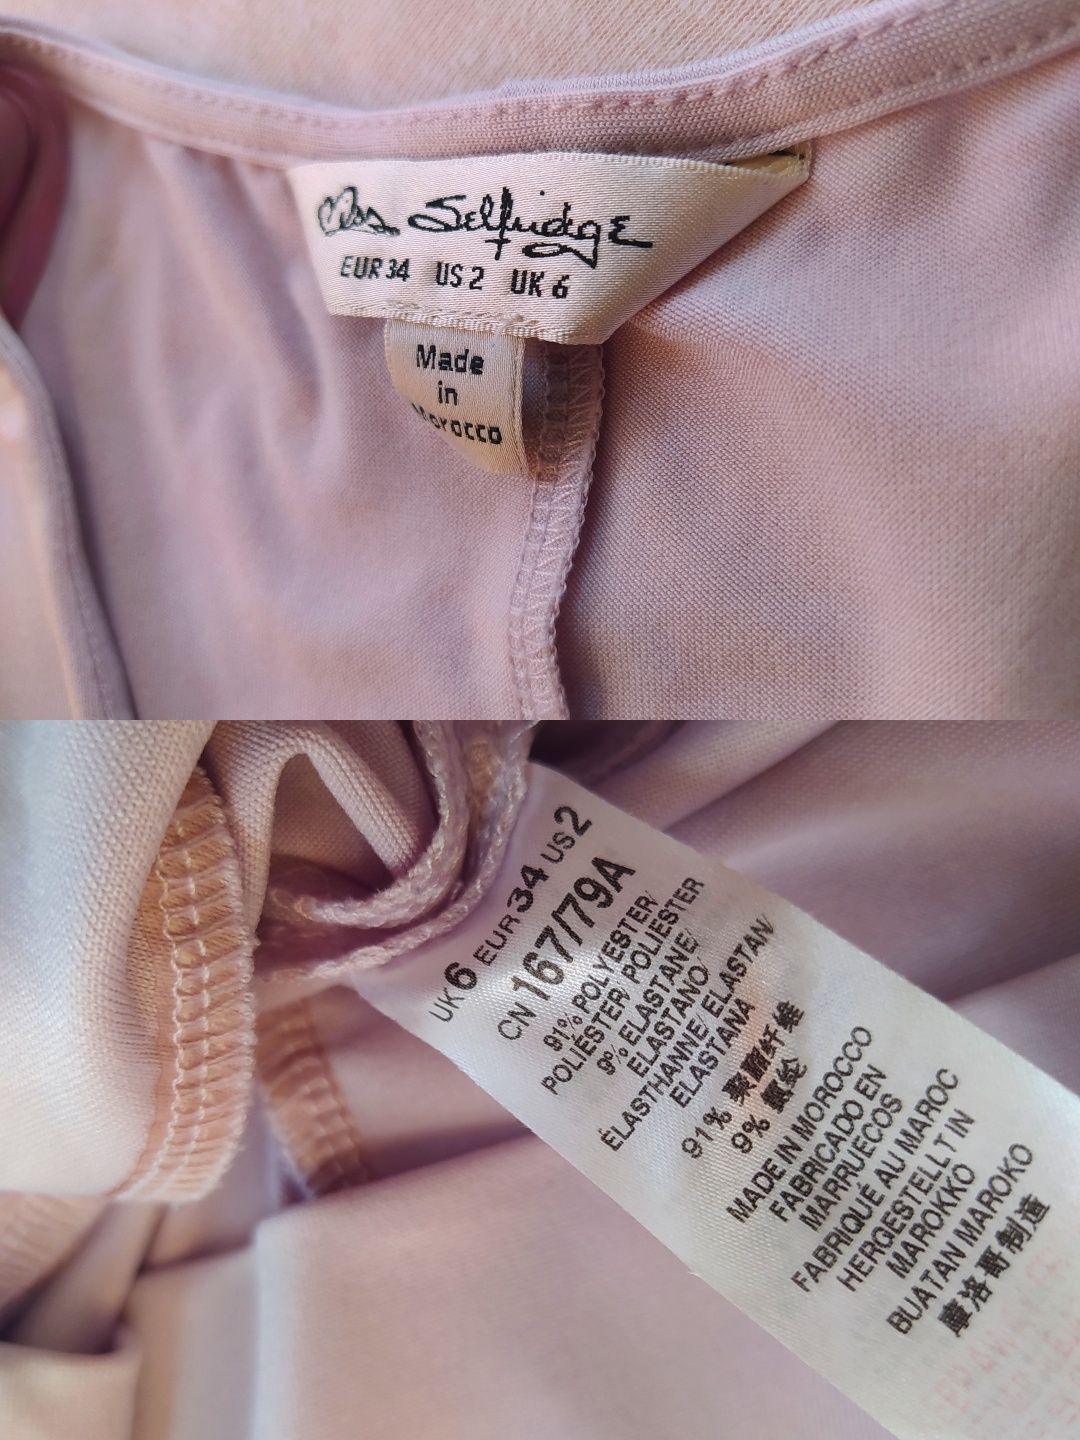 Miss Selfridge
EUR 34 US 2 UK 6
Made
in
Morocco
UK 6 EUR 34 US 2
CN 167/79A
91% POLYESTER/
POLIÉSTER/ POLIESTER
9% ELASTANE/
ELASTANO/
ÉLASTHANNE/ ELASTAN/
ELASTANA
91% 聚酯纤维
9% 氨纶
MADE IN MOROCCO
FABRICADO EN
MARRUECOS
FABRIQUÉ AU MAROC
HERGESTELLT IN
MAROKKO
BUATAN MAROKO
摩洛哥制造